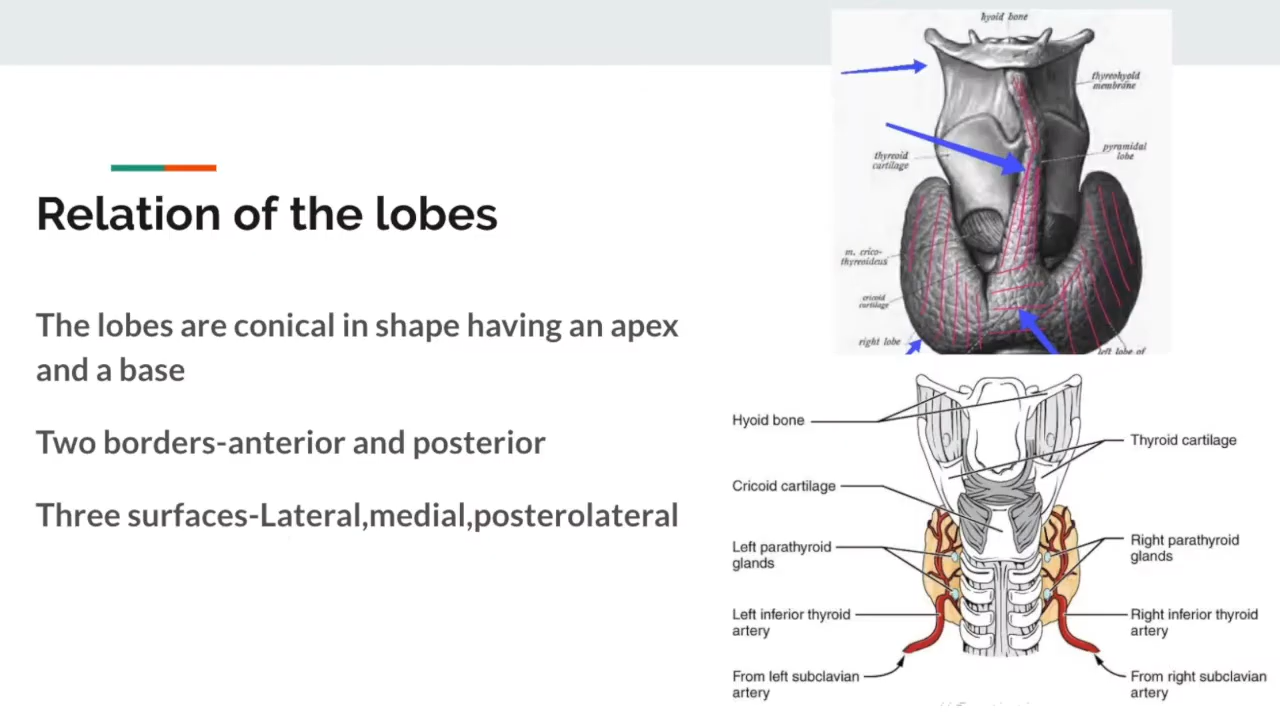 Relation of the lobes
The lobes are conical in shape having an apex
and a base
Two borders-anterior and posterior
Three surfaces-Lateral,medial,posterolateral
hyoid bone
thyreohyoid
membrane
thyreoid
cartilage
pyramidal
lobe
m. crico-
thyreoideus
cricoid
cartilage
right lobe
left lobe of
Hyoid bone
Thyroid cartilage
Cricoid cartilage
Left parathyroid
glands
Right parathyroid
glands
Left inferior thyroid
artery
Right inferior thyroid
artery
From left subclavian
artery
From right subclavian
artery